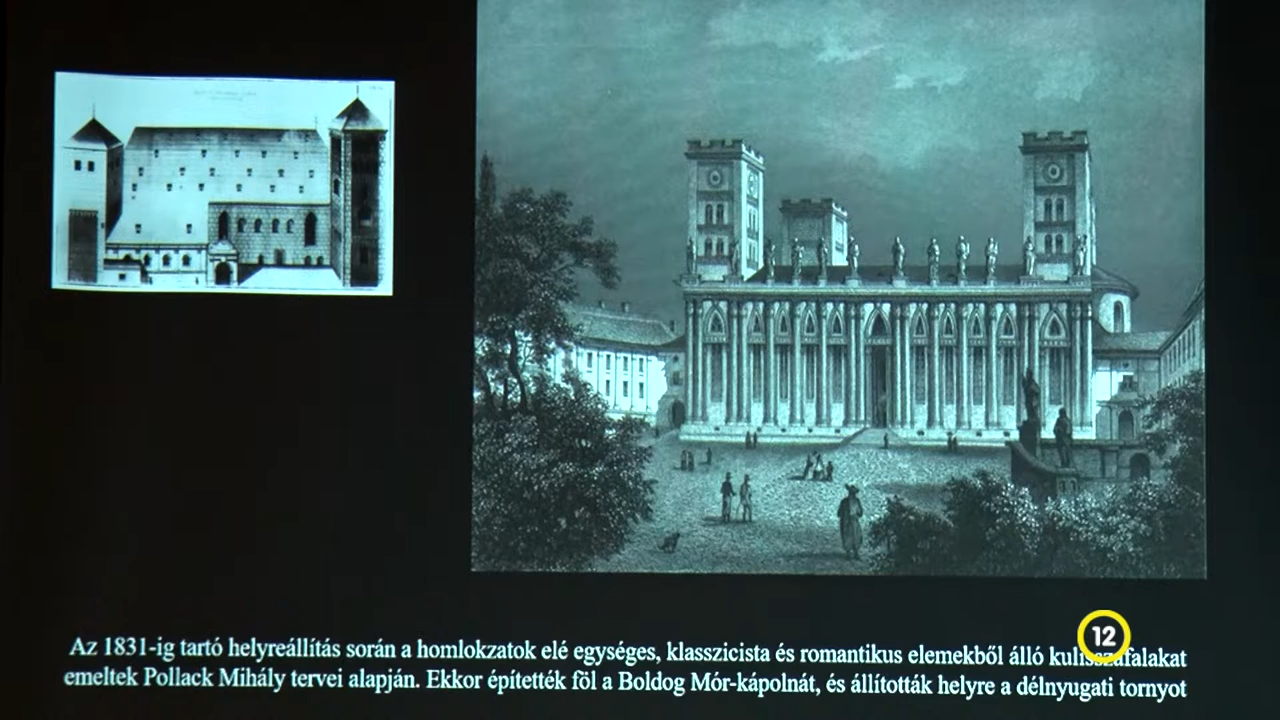 12
Az 1831-ig tartó helyreállítás során a homlokzatok elé egységes, klasszicista és romantikus elemekből álló kulisszafalakat
emeltek Pollack Mihály tervei alapján. Ekkor építették föl a Boldog Mór-kápolnát, és állították helyre a délnyugati tornyot